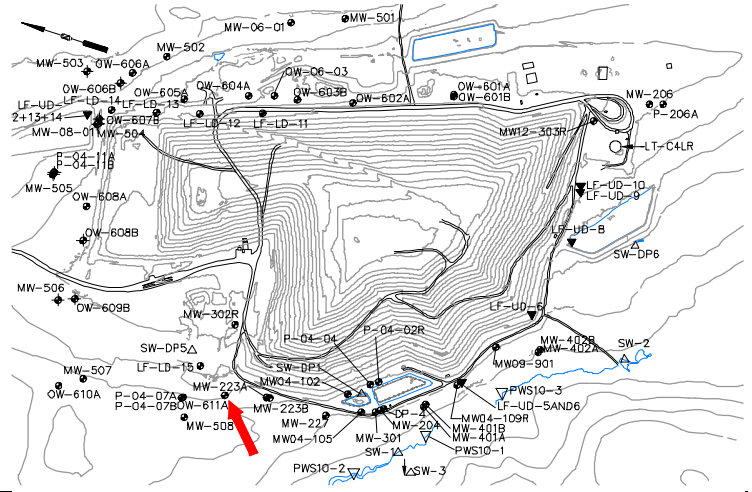 MW-06-01
MW-501
MW-502
MW-503
OW-606A
OW-606B
LF-UD-
2+13+14
LF-LD-14
LF-LD-13
OW-605A
OW-604A
OW-06-03
OW-603B
OW-602A
OW-601A
OW-601B
MW-206
P-206A
MW-08-01
OW-607B
MW-504
LF-LD-12
LF-LD-11
MW12-303R
LT-C4LR
P-04-11A
P-04-11B
MW-505
OW-608A
LF-UD-10
LF-UD-9
OW-608B
LF-UD-8
SW-DP6
MW-506
OW-609B
MW-302R
LF-UD-6
P-04-04
P-04-02R
SW-DP5
MW-402B
MW-402A
SW-2
LF-LD-15
SW-DP1
MW09-901
MW-507
MW-223A
MW04-102
OW-610A
P-04-07A
P-04-07B
OW-611A
MW-223B
PWS10-3
LF-UD-5AND6
MW-508
MW-227
DP-4
MW-204
MW04-109R
MW-401B
MW-401A
MW04-105
MW-301
SW-1
PWS10-1
PWS10-2
SW-3